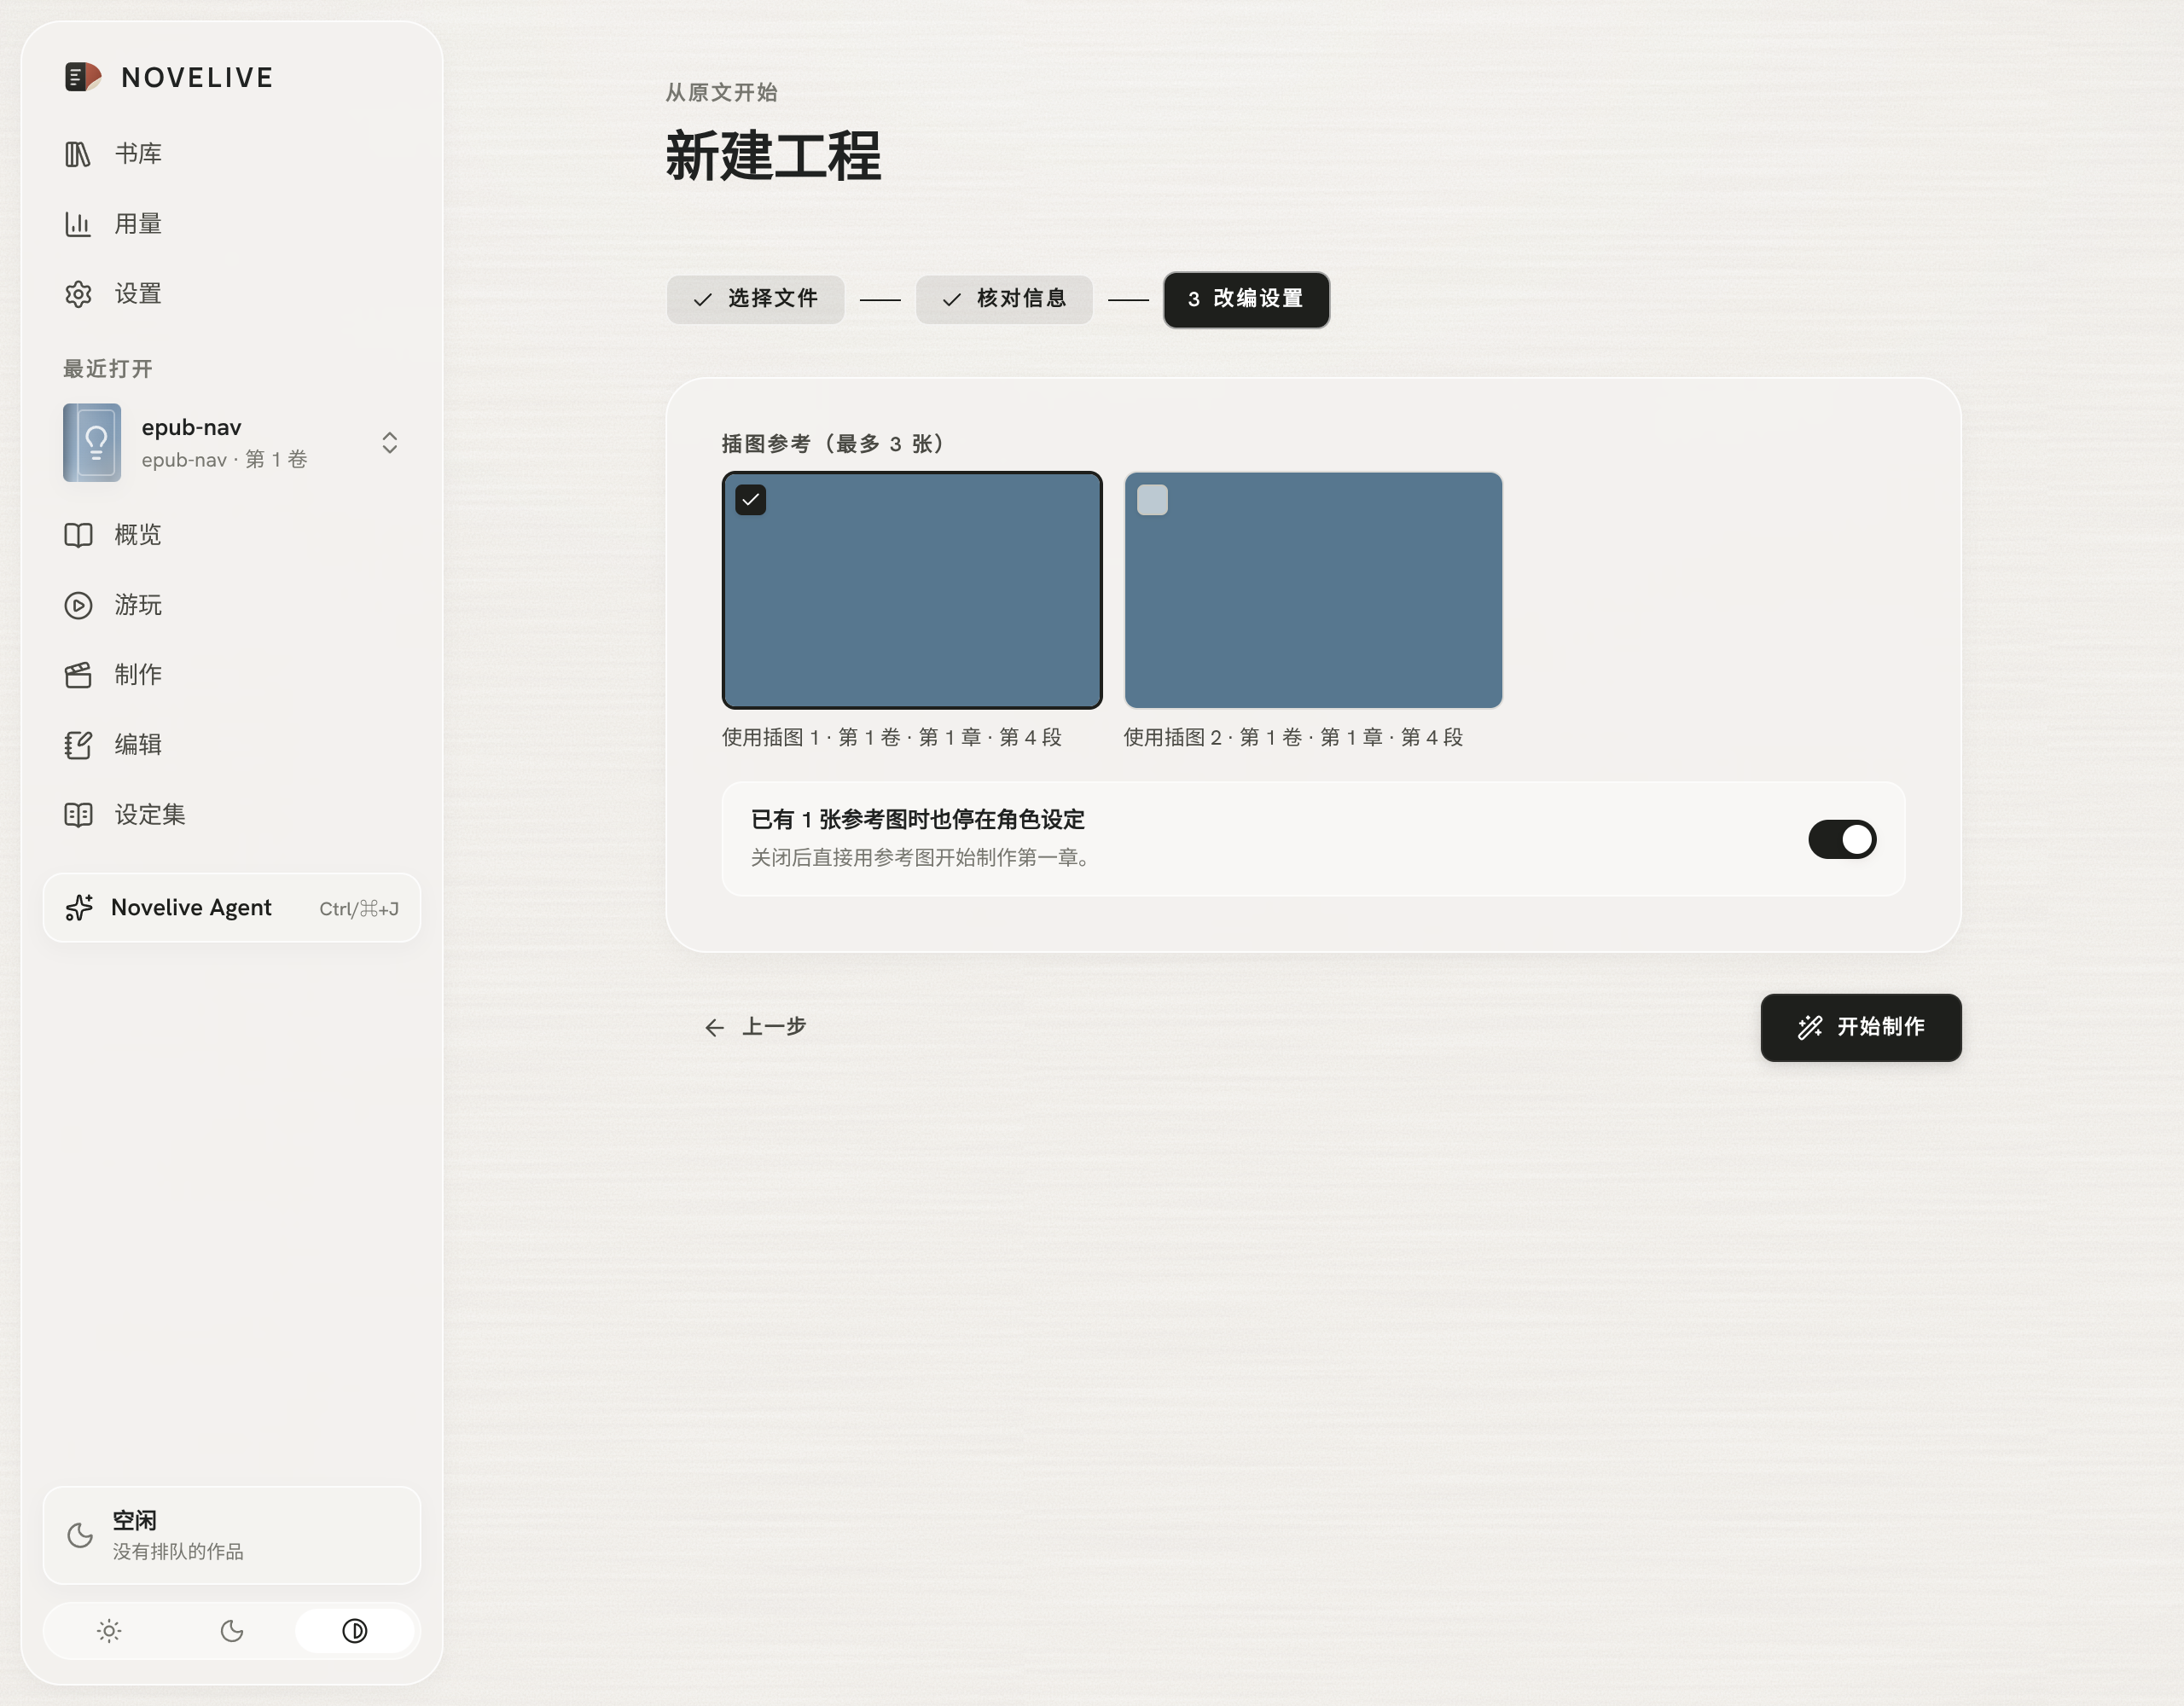 NOVELIVE
书库
用量
设置
最近打开
epub-nav
epub-nav · 第 1 卷
概览
游玩
制作
编辑
设定集
Novelive Agent Ctrl/⌘+J
空闲
没有排队的作品
从原文开始
新建工程
选择文件
核对信息
3 改编设置
插图参考（最多 3 张）
使用插图 1 · 第 1 卷 · 第 1 章 · 第 4 段
使用插图 2 · 第 1 卷 · 第 1 章 · 第 4 段
已有 1 张参考图时也停在角色设定
关闭后直接用参考图开始制作第一章。
上一步
开始制作